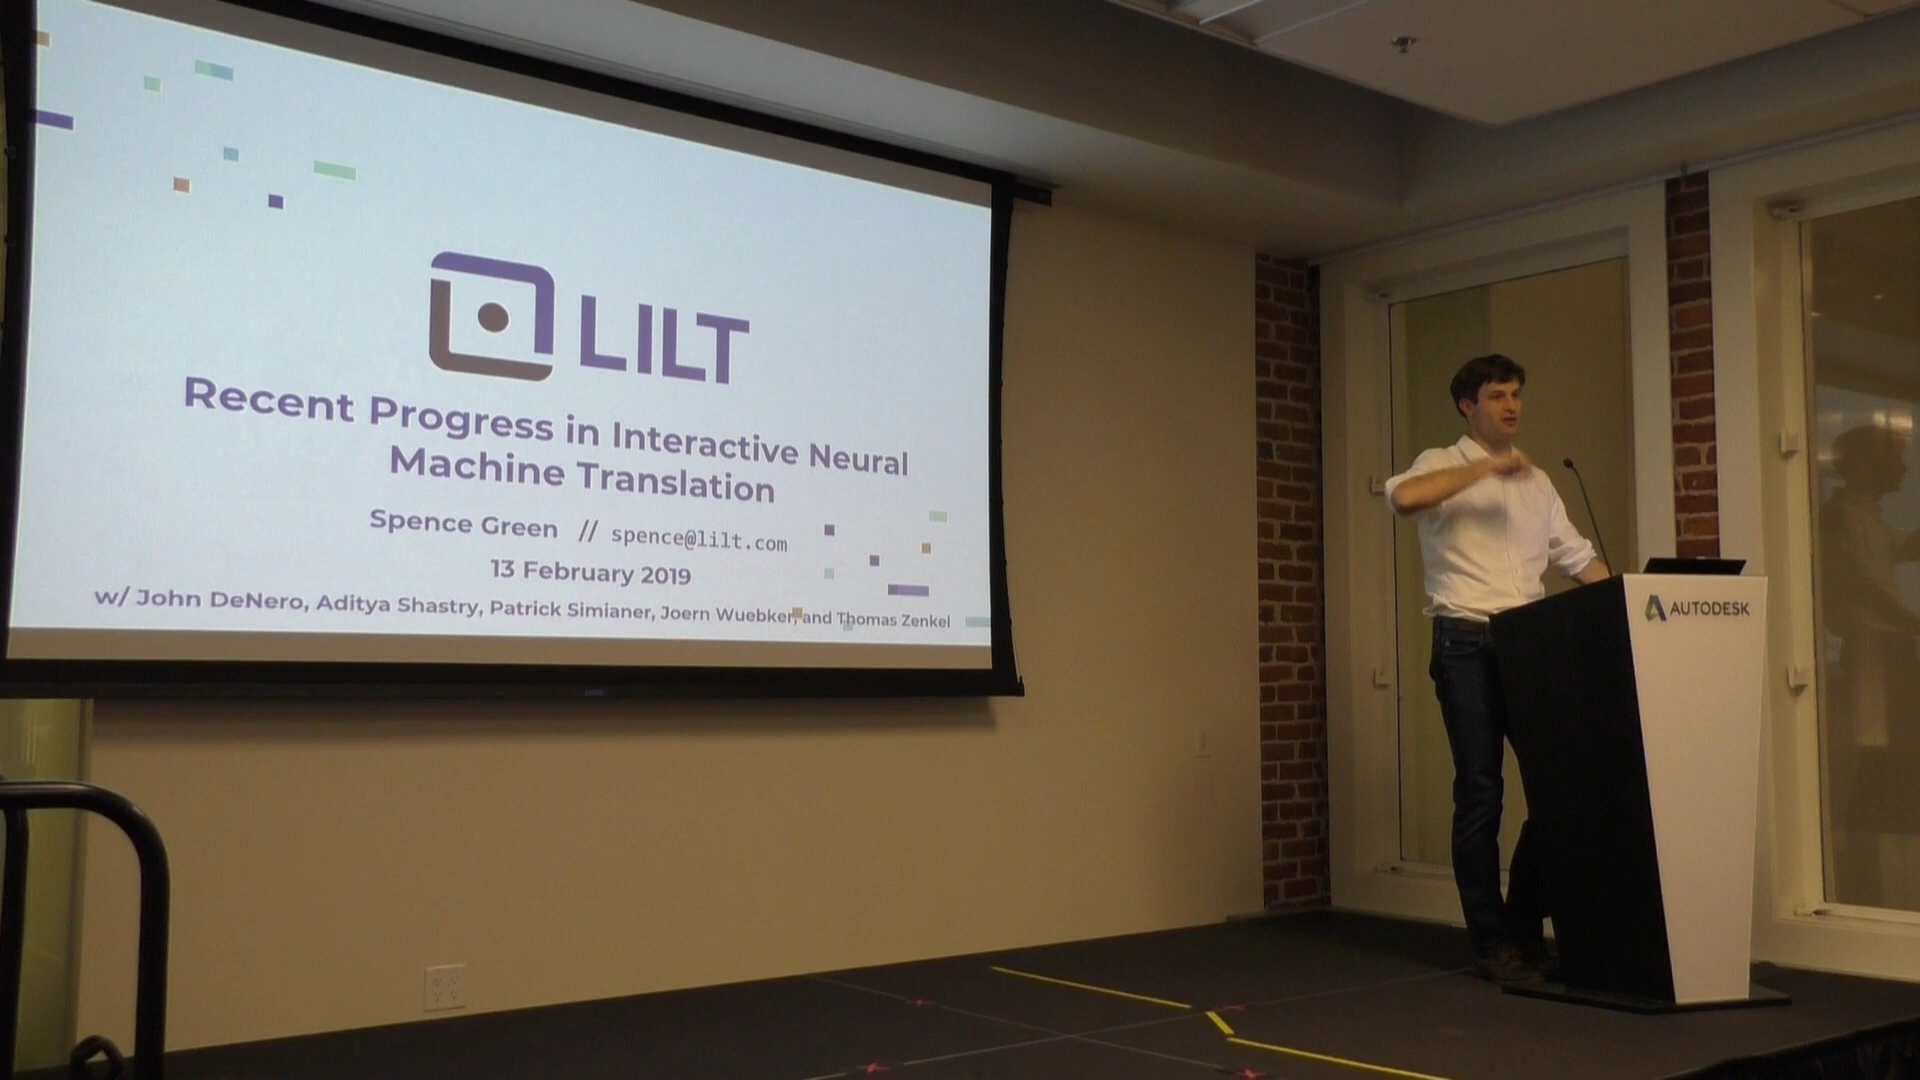 LILT
Recent Progress in Interactive Neural
Machine Translation
Spence Green // spence@lilt.com
13 February 2019
w/ John DeNero, Aditya Shastry, Patrick Simianer, Joern Wuebker, and Thomas Zenkel
AUTODESK